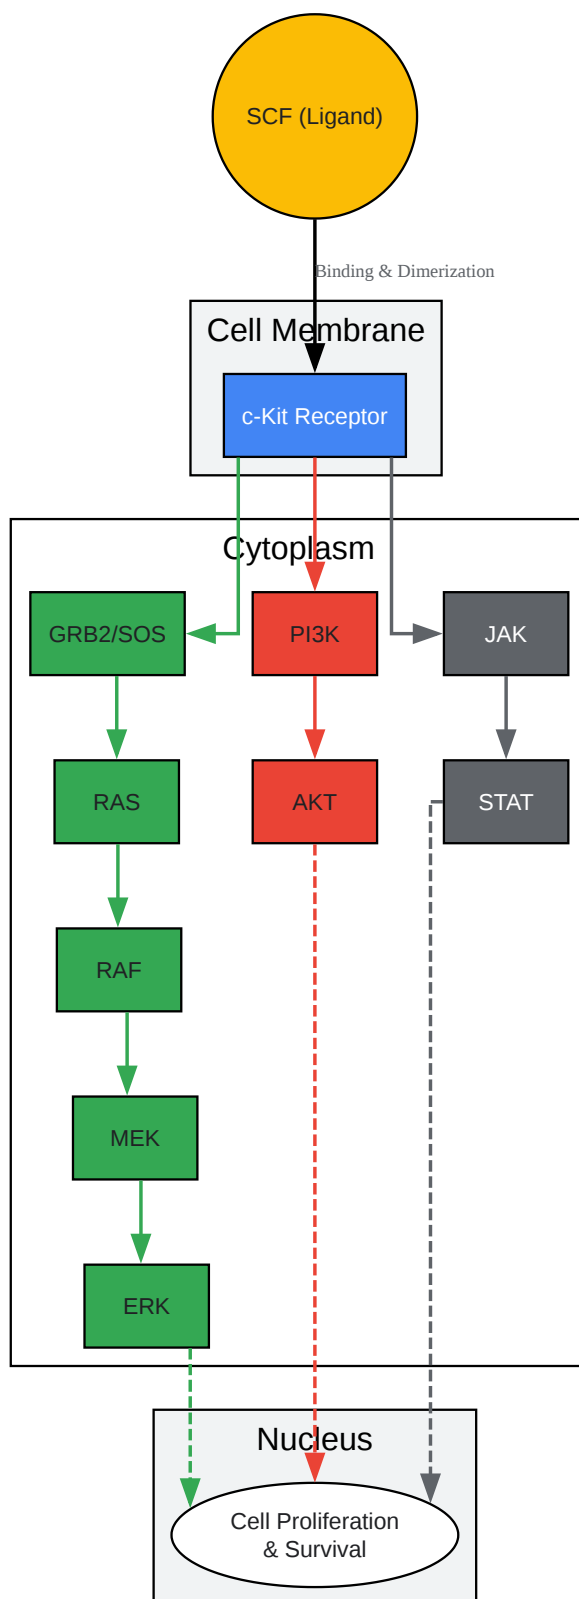 SCF (Ligand)
Binding & Dimerization
Cell Membrane
c-Kit Receptor
Cytoplasm
GRB2/SOS
PI3K
JAK
RAS
AKT
STAT
RAF
MEK
ERK
Nucleus
Cell Proliferation
& Survival